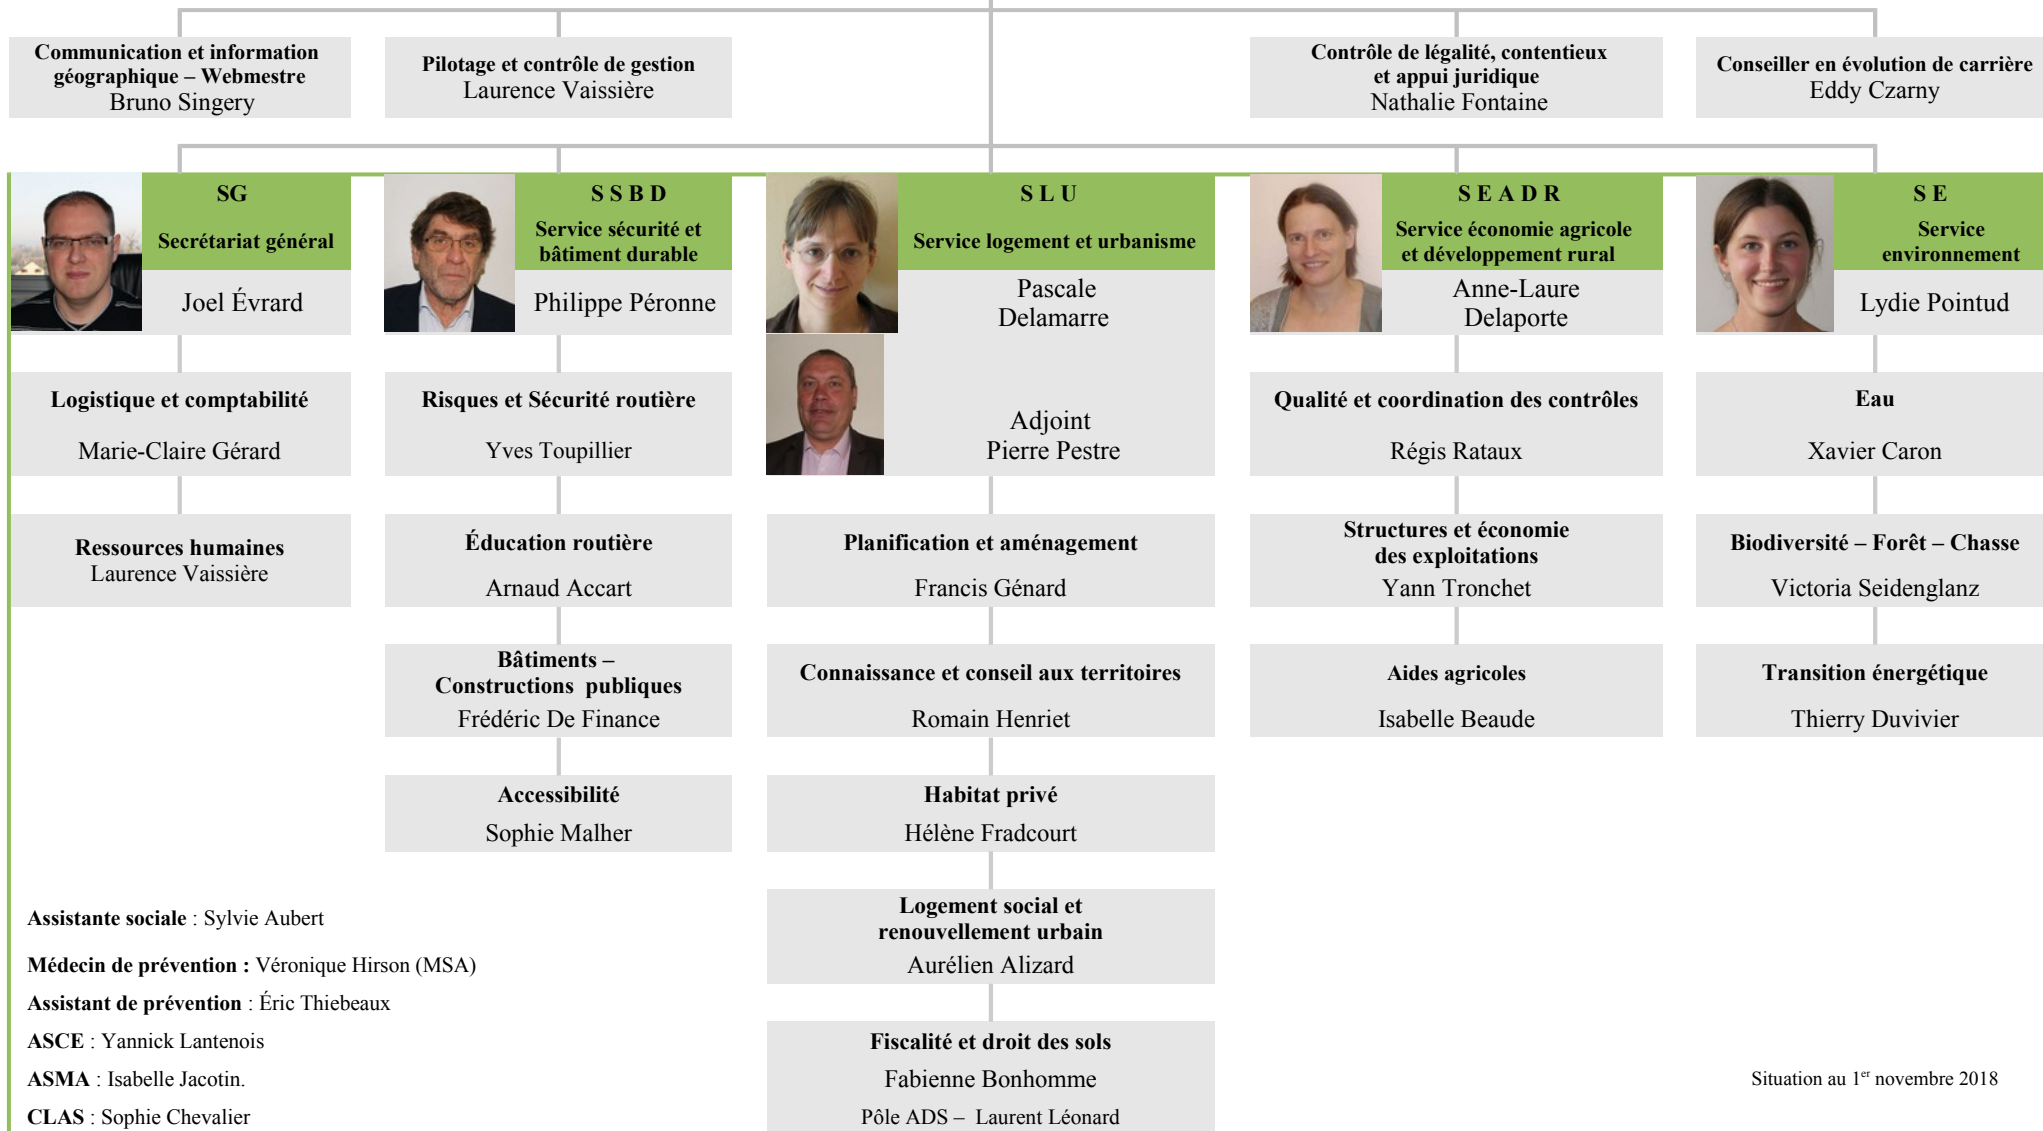 Communication et information
géographique – Webmestre
Bruno Singery
Pilotage et contrôle de gestion
Laurence Vaissière
Contrôle de légalité, contentieux
et appui juridique
Nathalie Fontaine
Conseiller en évolution de carrière
Eddy Czarny
SG
Secrétariat général
Joel Évrard
Logistique et comptabilité
Marie-Claire Gérard
Ressources humaines
Laurence Vaissière
S S B D
Service sécurité et
bâtiment durable
Philippe Péronne
Risques et Sécurité routière
Yves Toupillier
Éducation routière
Arnaud Accart
Bâtiments –
Constructions publiques
Frédéric De Finance
Accessibilité
Sophie Malher
S L U
Service logement et urbanisme
Pascale
Delamarre
Adjoint
Pierre Pestre
Planification et aménagement
Francis Génard
Connaissance et conseil aux territoires
Romain Henriet
Habitat privé
Hélène Fradcourt
Logement social et
renouvellement urbain
Aurélien Alizard
Fiscalité et droit des sols
Fabienne Bonhomme
Pôle ADS – Laurent Léonard
S E A D R
Service économie agricole
et développement rural
Anne-Laure
Delaporte
Qualité et coordination des contrôles
Régis Rataux
Structures et économie
des exploitations
Yann Tronchet
Aides agricoles
Isabelle Beaude
S E
Service
environnement
Lydie Pointud
Eau
Xavier Caron
Biodiversité – Forêt – Chasse
Victoria Seidenglanz
Transition énergétique
Thierry Duvivier
Assistante sociale : Sylvie Aubert
Médecin de prévention : Véronique Hirson (MSA)
Assistant de prévention : Éric Thiebeaux
ASCE : Yannick Lantenois
ASMA : Isabelle Jacotin.
CLAS : Sophie Chevalier
Situation au 1er novembre 2018